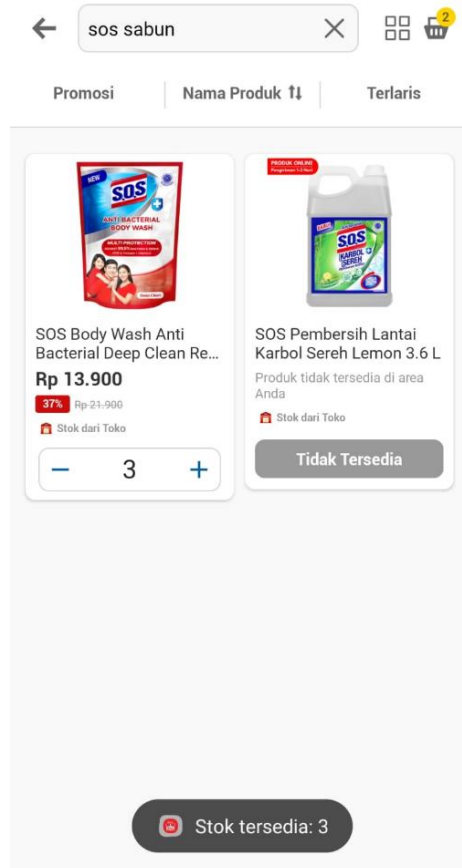 sos sabun
2
Promosi
Nama Produk
Terlaris
NEW
S.O.S
ANTI BACTERIAL
BODY WASH
MULTI PROTECTION
SOS Body Wash Anti
Bacterial Deep Clean Re...
Rp 13.900
37% Rp 21.900
Stok dari Toko
3
PRODUK ONLINE
S.O.S
KARBOL
SEREH
SOS Pembersih Lantai
Karbol Sereh Lemon 3.6 L
Produk tidak tersedia di area
Anda
Stok dari Toko
Tidak Tersedia
Stok tersedia: 3